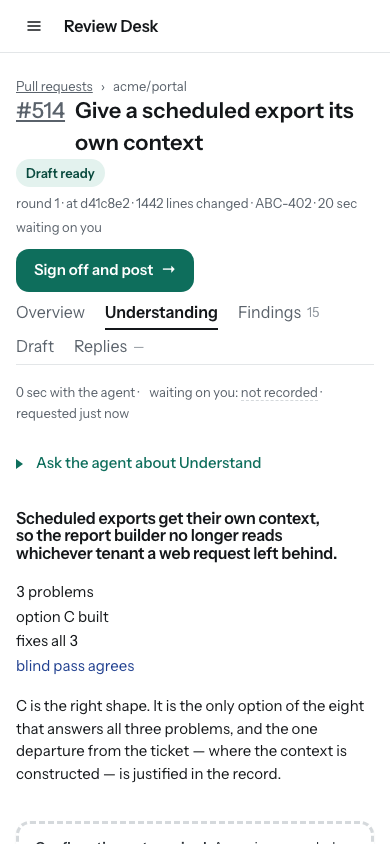 Review Desk
Pull requests › acme/portal
#514 Give a scheduled export its
own context
Draft ready
round 1 · at d41c8e2 · 1442 lines changed · ABC-402 · 20 sec
waiting on you
Sign off and post →
Overview Understanding Findings 15
Draft Replies —
0 sec with the agent · waiting on you: not recorded ·
requested just now
Ask the agent about Understand
Scheduled exports get their own context,
so the report builder no longer reads
whichever tenant a web request left behind.
3 problems
option C built
fixes all 3
blind pass agrees
C is the right shape. It is the only option of the eight
that answers all three problems, and the one
departure from the ticket — where the context is
constructed — is justified in the record.